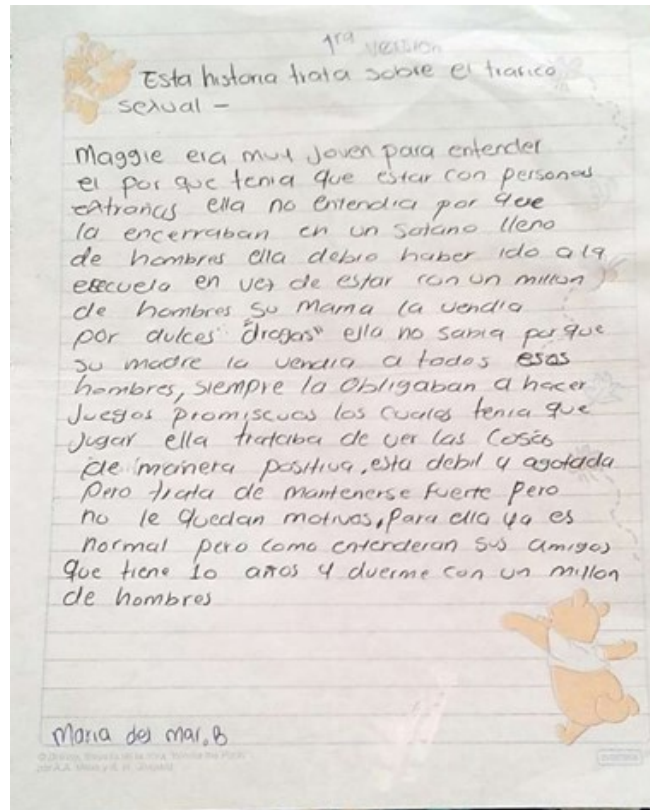 1ra version
Esta historia trata sobre el trafico
sexual -
Maggie era muy Joven para entender
el por que tenia que estar con personas
extrañas ella no entendia por que
la encerraban en un sotano lleno
de hombres ella debio haber ido ala
escuela en vez de estar con un millon
de hombres su mama la vendia
por dulces "drogas" ella no sabia por que
su madre la vendia a todos esos
hombres, siempre la obligaban a hacer
Juegos promiscuos los cuales tenia que
Jugar ella trataba de ver las cosas
de manera positiva, esta debil y agotada
Pero trata de mantenerse fuerte pero
no le quedan motivos, Para ella ya es
normal pero como entenderan sus amigos
que tiene 10 años y duerme con un millon
de hombres
Maria del mar. B